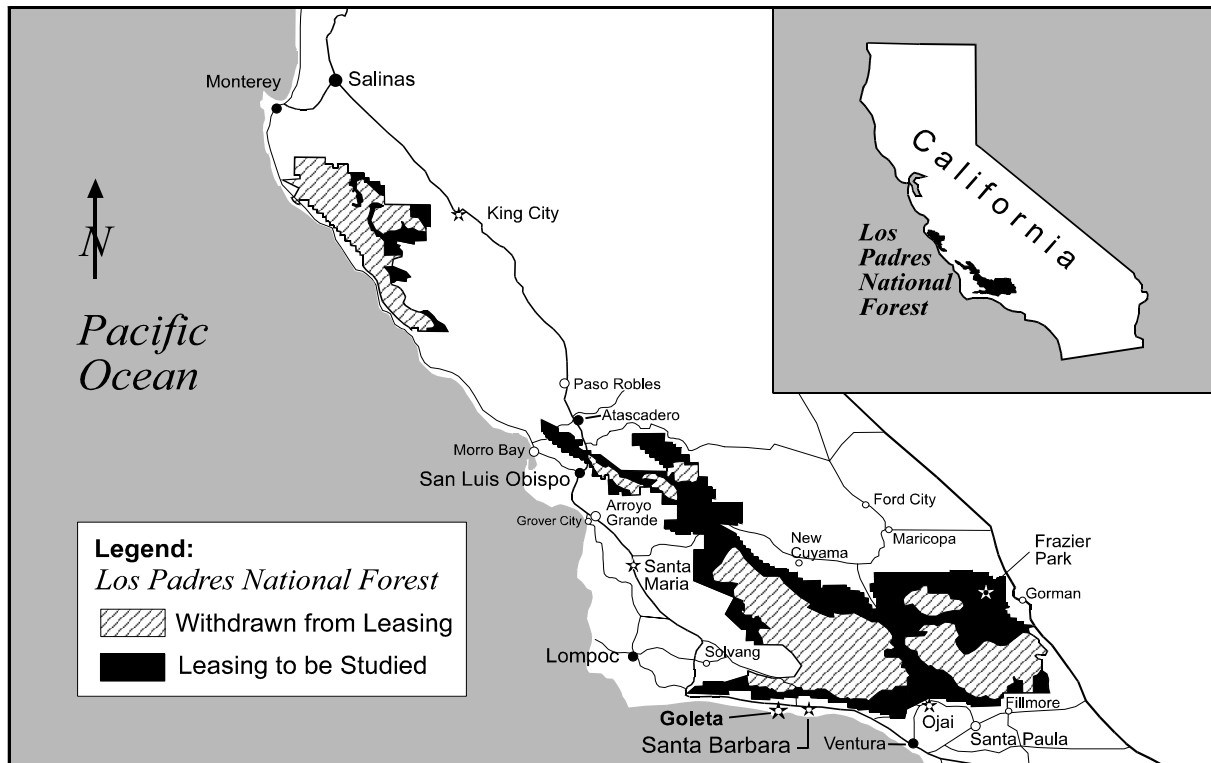 Monterey
Salinas
King City
N
Pacific
Ocean
California
Los
Padres
National
Forest
Paso Robles
Atascadero
Morro Bay
San Luis Obispo
Arroyo
Grande
Grover City
Ford City
New
Cuyama
Maricopa
Frazier
Park
Santa
Maria
Gorman
Lompoc
Solvang
Goleta
Santa Barbara
Ojai
Fillmore
Santa Paula
Ventura
Legend:
Los Padres National Forest
Withdrawn from Leasing
Leasing to be Studied